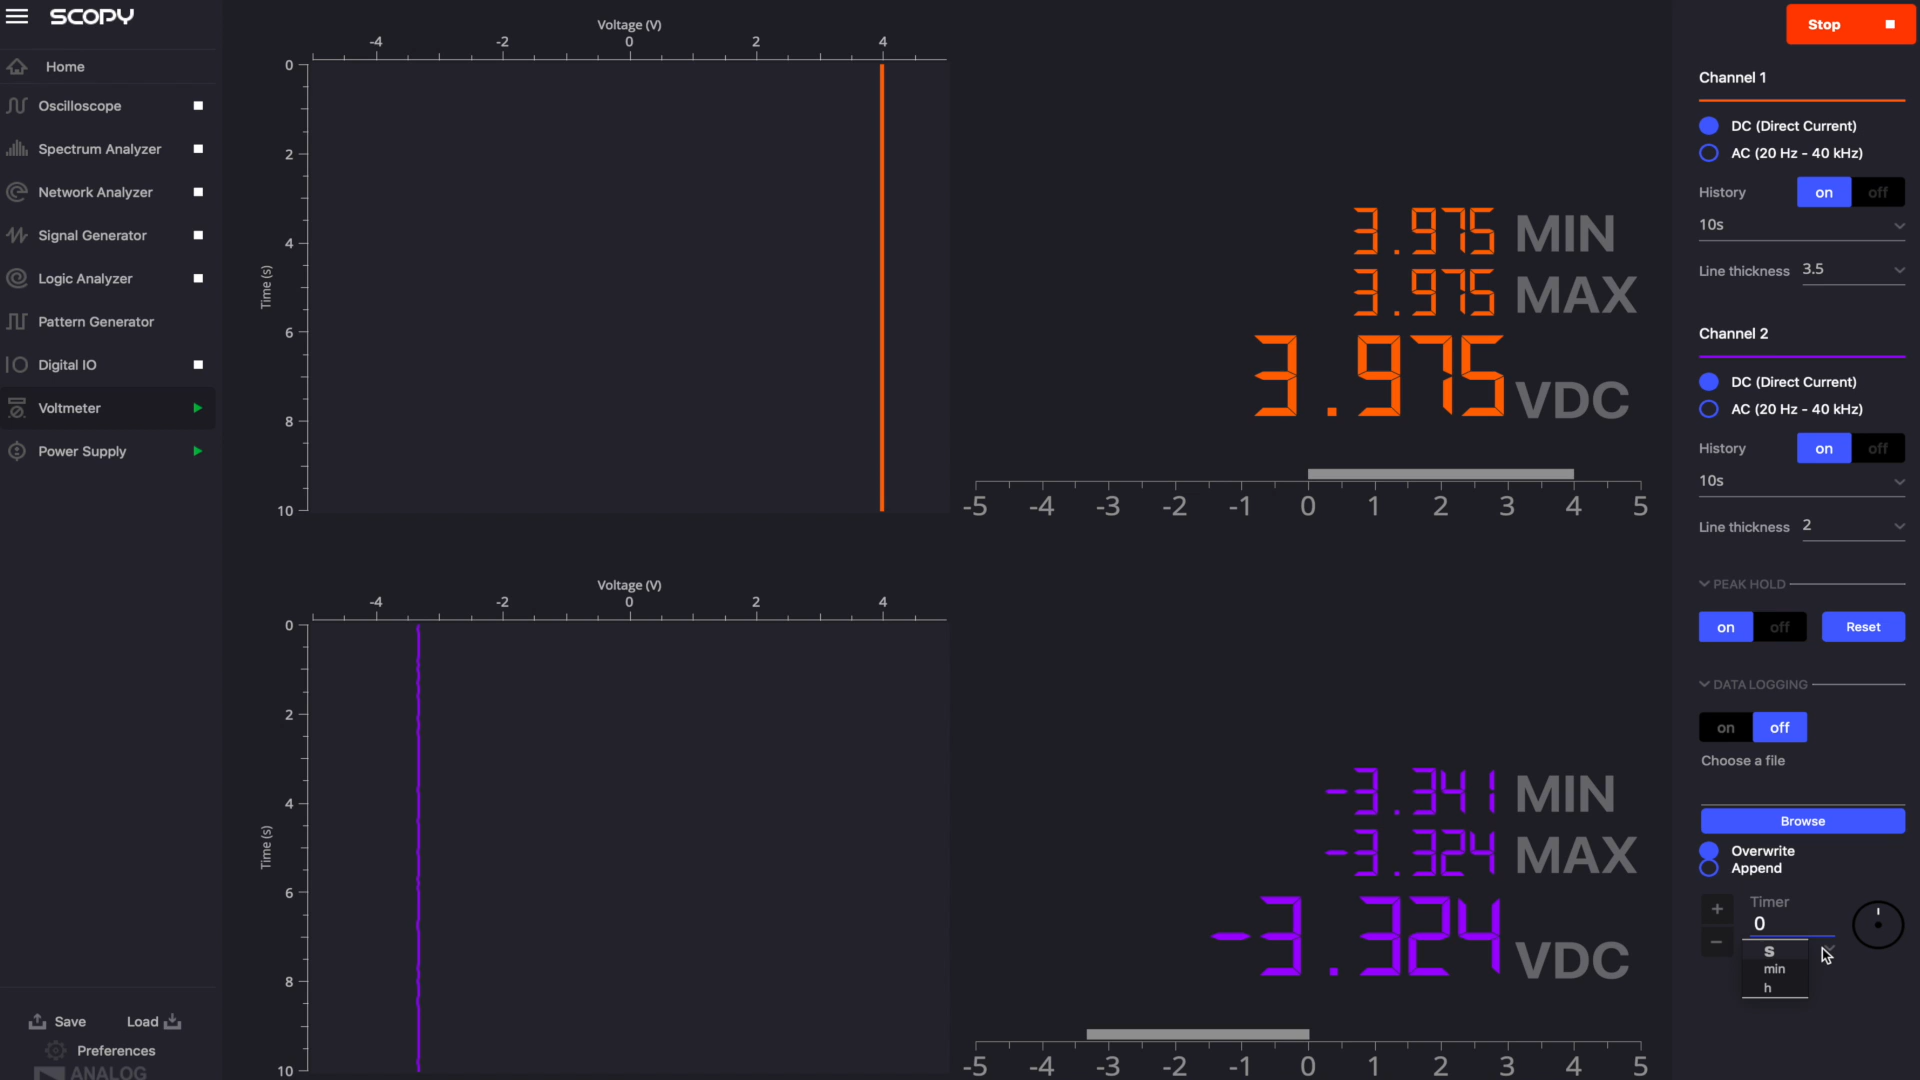 SCOPY
Home
Oscilloscope
Spectrum Analyzer
Network Analyzer
Signal Generator
Logic Analyzer
Pattern Generator
Digital IO
Voltmeter
Power Supply
Save Load
Preferences
ANALOG
Voltage (V)
-4 -2 0 2 4
0
2
4
6
8
10
Time (s)
3.975 MIN
3.975 MAX
3.975 VDC
-5 -4 -3 -2 -1 0 1 2 3 4 5
Voltage (V)
-4 -2 0 2 4
0
2
4
6
8
10
Time (s)
-3.341 MIN
-3.324 MAX
-3.324 VDC
-5 -4 -3 -2 -1 0 1 2 3 4 5
Stop
Channel 1
DC (Direct Current)
AC (20 Hz - 40 kHz)
History on off
10s
Line thickness 3.5
Channel 2
DC (Direct Current)
AC (20 Hz - 40 kHz)
History on off
10s
Line thickness 2
PEAK HOLD
on off Reset
DATA LOGGING
on off
Choose a file
Browse
Overwrite
Append
+ Timer
0
-
s
min
h